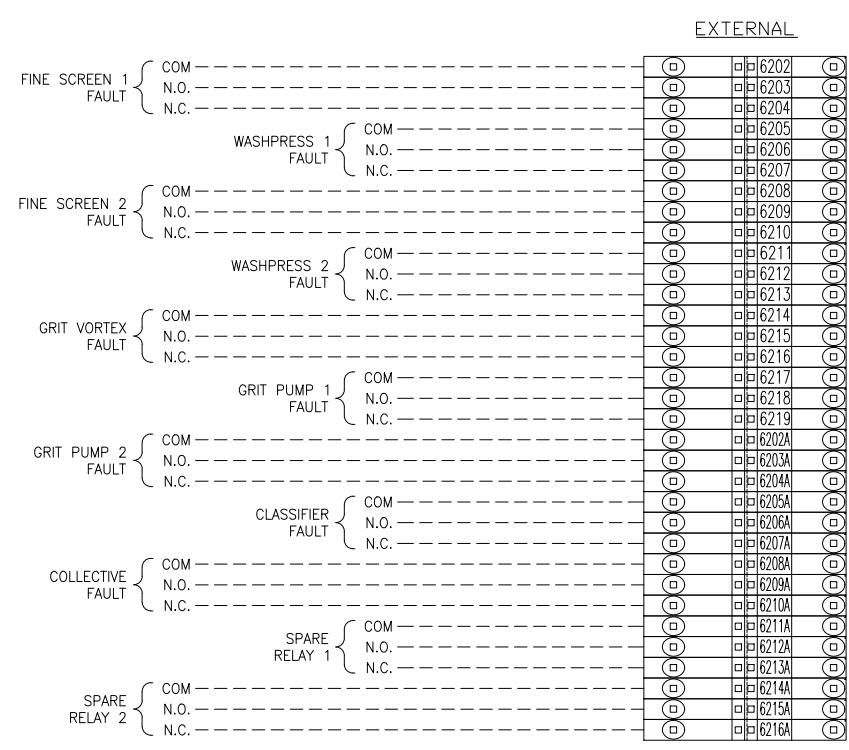 EXTERNAL
COM 6202
FINE SCREEN 1
N.O. 6203
FAULT
N.C. 6204
COM 6205
WASHPRESS 1
N.O. 6206
FAULT
N.C. 6207
COM 6208
FINE SCREEN 2
N.O. 6209
FAULT
N.C. 6210
COM 6211
WASHPRESS 2
N.O. 6212
FAULT
N.C. 6213
COM 6214
GRIT VORTEX
N.O. 6215
FAULT
N.C. 6216
COM 6217
GRIT PUMP 1
N.O. 6218
FAULT
N.C. 6219
COM 6202A
GRIT PUMP 2
N.O. 6203A
FAULT
N.C. 6204A
COM 6205A
CLASSIFIER
N.O. 6206A
FAULT
N.C. 6207A
COM 6208A
COLLECTIVE
N.O. 6209A
FAULT
N.C. 6210A
COM 6211A
SPARE
N.O. 6212A
RELAY 1
N.C. 6213A
COM 6214A
SPARE
N.O. 6215A
RELAY 2
N.C. 6216A